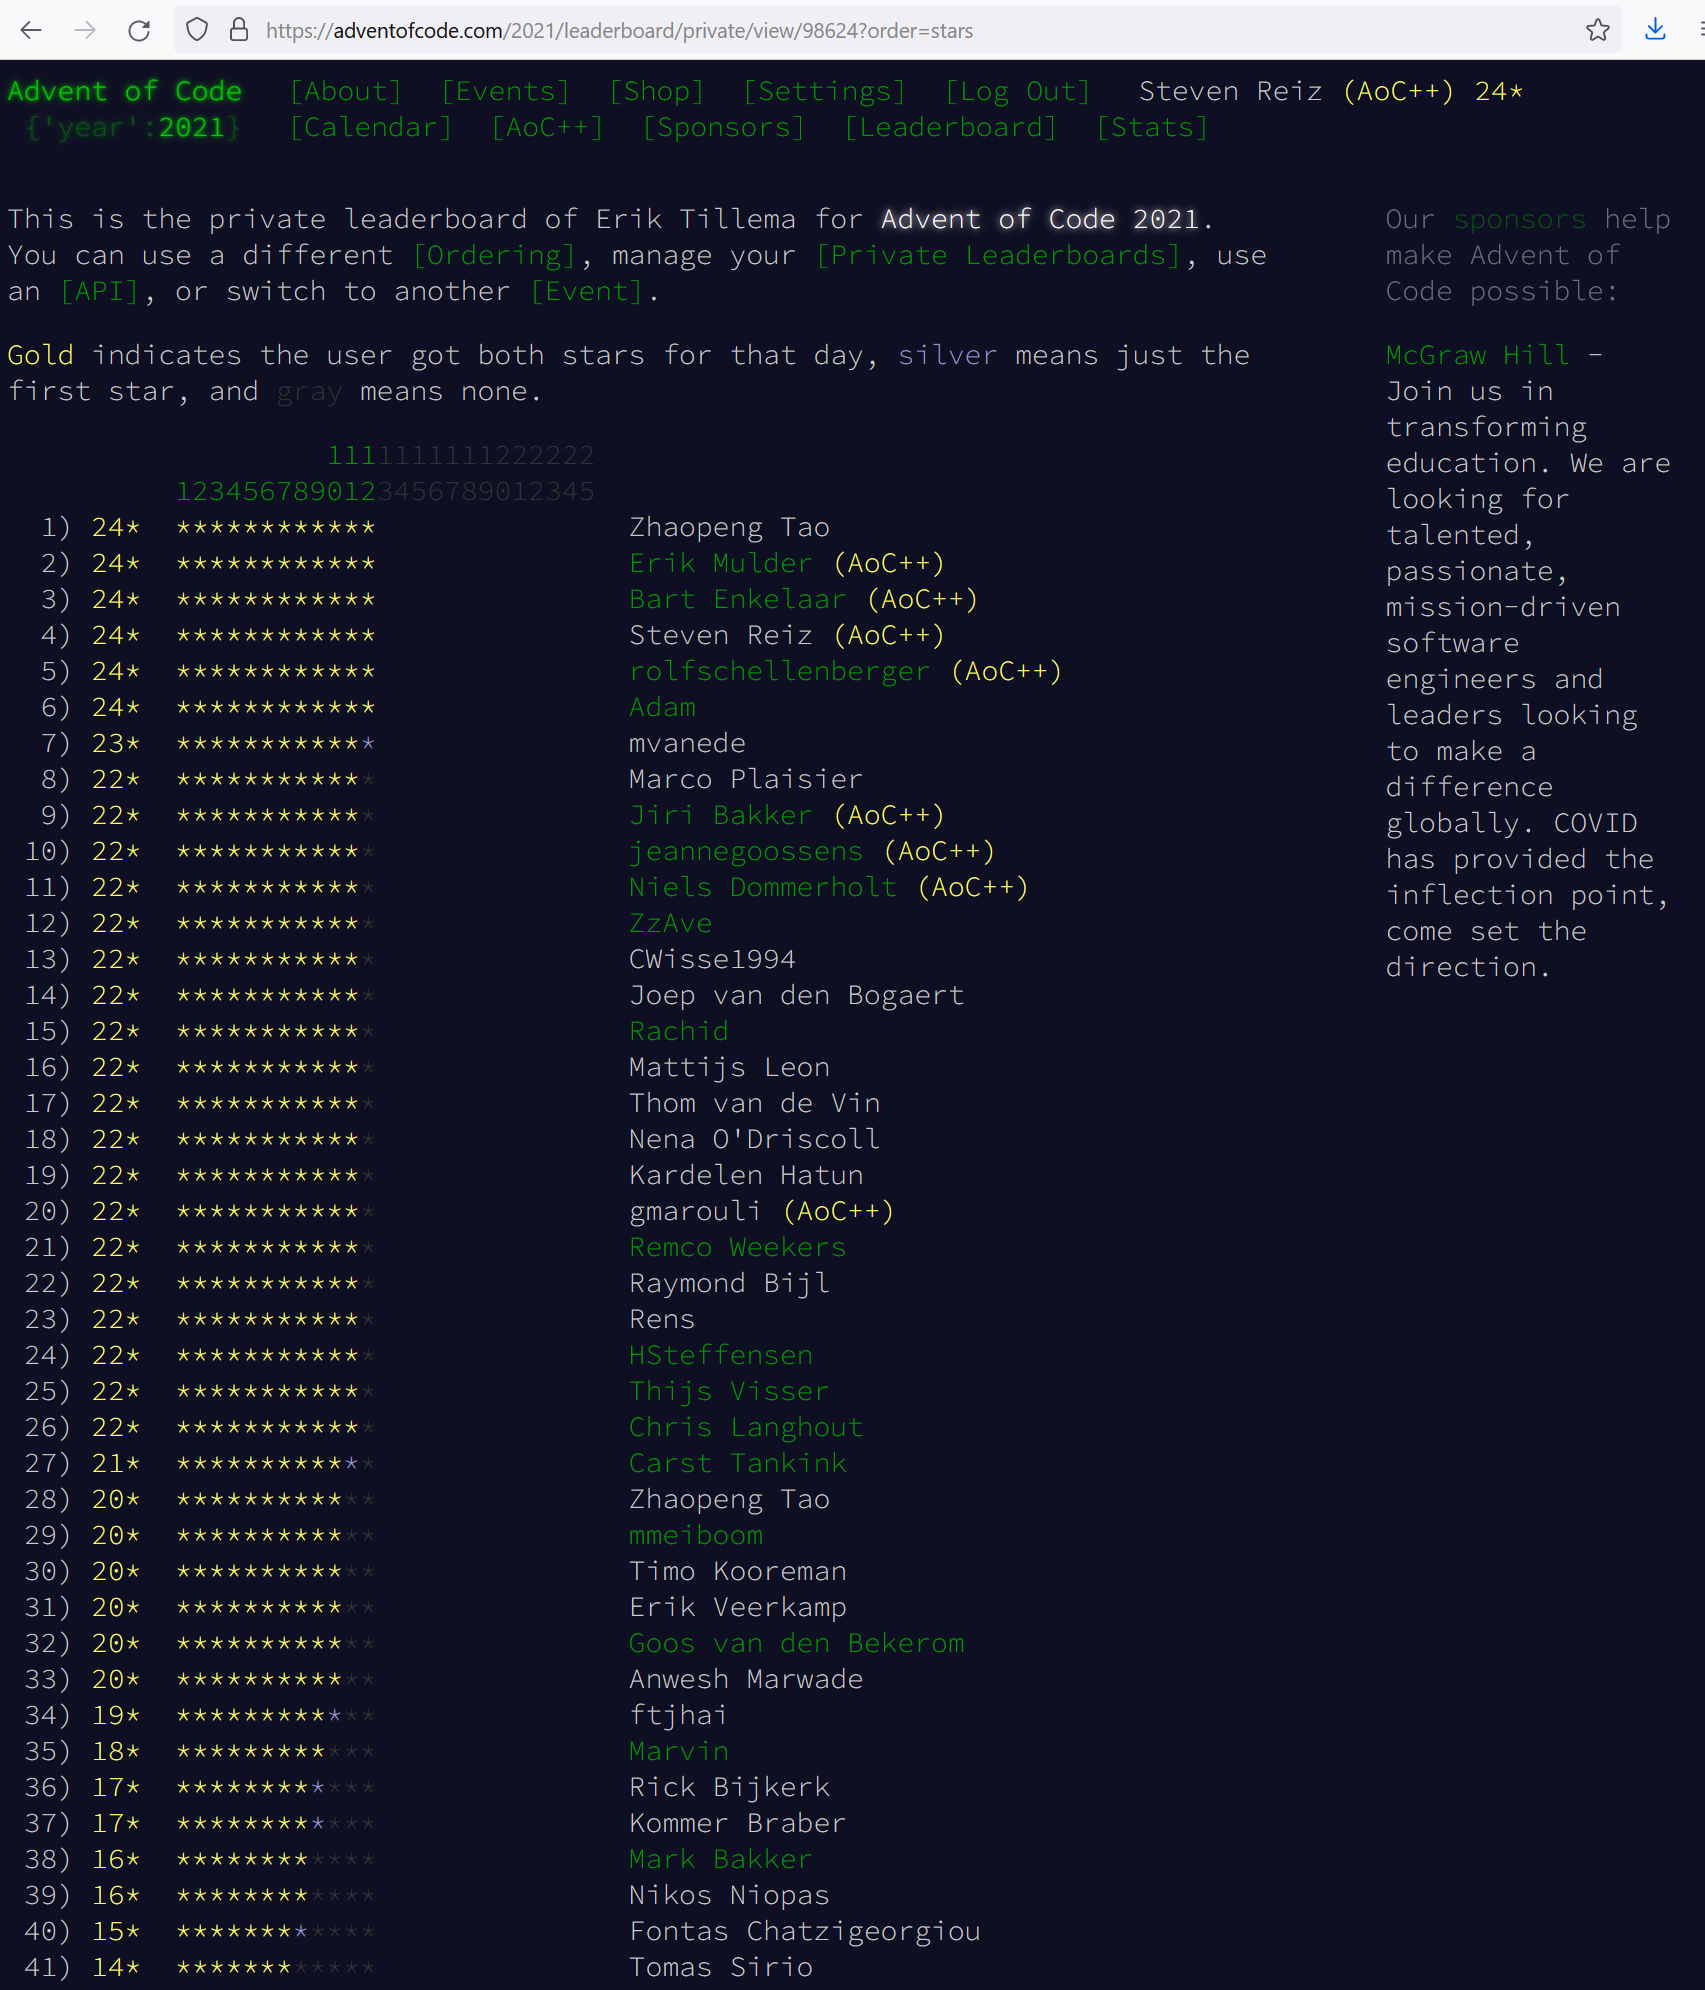 https://adventofcode.com/2021/leaderboard/private/view/98624?order=stars
Advent of Code [About] [Events] [Shop] [Settings] [Log Out] Steven Reiz (AoC++) 24*
{'year':2021} [Calendar] [AoC++] [Sponsors] [Leaderboard] [Stats]
This is the private leaderboard of Erik Tillema for Advent of Code 2021.
You can use a different [Ordering], manage your [Private Leaderboards], use
an [API], or switch to another [Event].
Gold indicates the user got both stars for that day, silver means just the
first star, and gray means none.
1111111111222222
1234567890123456789012345
1) 24* ************ Zhaopeng Tao
2) 24* ************ Erik Mulder (AoC++)
3) 24* ************ Bart Enkelaar (AoC++)
4) 24* ************ Steven Reiz (AoC++)
5) 24* ************ rolfschellenberger (AoC++)
6) 24* ************ Adam
7) 23* ************ mvanede
8) 22* ************ Marco Plaisier
9) 22* ************ Jiri Bakker (AoC++)
10) 22* ************ jeannegoossens (AoC++)
11) 22* ************ Niels Dommerholt (AoC++)
12) 22* ************ ZzAve
13) 22* ************ CWisse1994
14) 22* ************ Joep van den Bogaert
15) 22* ************ Rachid
16) 22* ************ Mattijs Leon
17) 22* ************ Thom van de Vin
18) 22* ************ Nena O'Driscoll
19) 22* ************ Kardelen Hatun
20) 22* ************ gmarouli (AoC++)
21) 22* ************ Remco Weekers
22) 22* ************ Raymond Bijl
23) 22* ************ Rens
24) 22* ************ HSteffensen
25) 22* ************ Thijs Visser
26) 22* ************ Chris Langhout
27) 21* ************ Carst Tankink
28) 20* ************ Zhaopeng Tao
29) 20* ************ mmeiboom
30) 20* ************ Timo Kooreman
31) 20* ************ Erik Veerkamp
32) 20* ************ Goos van den Bekerom
33) 20* ************ Anwesh Marwade
34) 19* ************ ftjhai
35) 18* ************ Marvin
36) 17* ************ Rick Bijkerk
37) 17* ************ Kommer Braber
38) 16* ************ Mark Bakker
39) 16* ************ Nikos Niopas
40) 15* ************ Fontas Chatzigeorgiou
41) 14* ************ Tomas Sirio
Our sponsors help
make Advent of
Code possible:
McGraw Hill -
Join us in
transforming
education. We are
looking for
talented,
passionate,
mission-driven
software
engineers and
leaders looking
to make a
difference
globally. COVID
has provided the
inflection point,
come set the
direction.